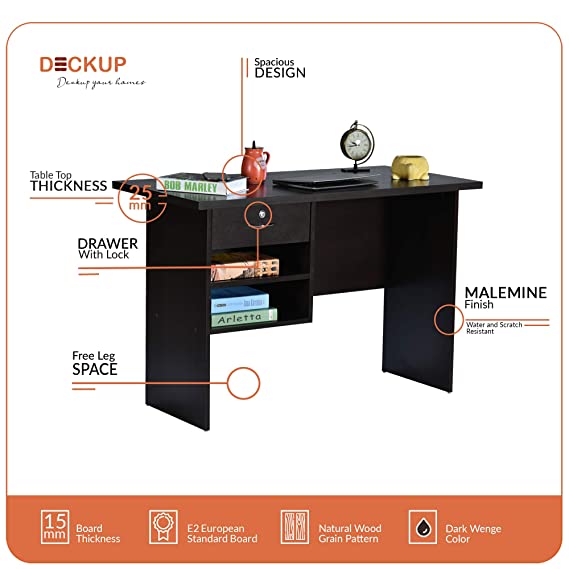 DECKUP
Deckup your homes
Spacious
DESIGN
Table Top
THICKNESS
25
mm
BOB MARLEY
DRAWER
With Lock
Arletta
MALEMINE
Finish
Water and Scratch
Resistant
Free Leg
SPACE
15
mm
Board
Thickness
E2 European
Standard Board
Natural Wood
Grain Pattern
Dark Wenge
Color